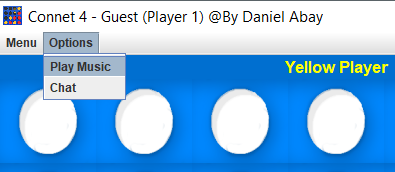 Connet 4 - Guest (Player 1) @By Daniel Abay
Menu Options
Play Music
Chat
Yellow Player